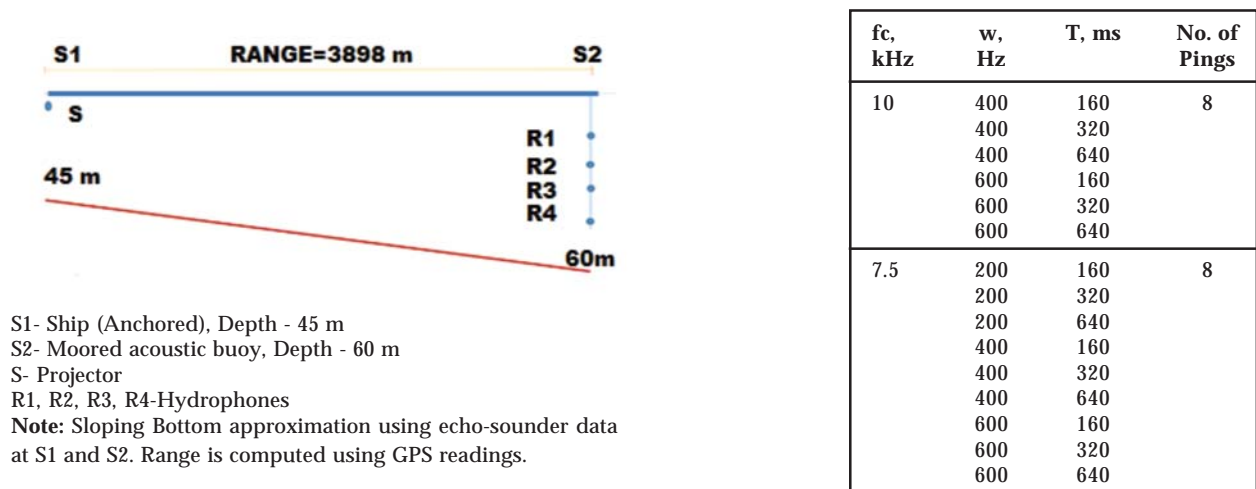 S1 RANGE=3898 m S2
S
R1
R2
45 m
R3
R4
60m
S1- Ship (Anchored), Depth - 45 m
S2- Moored acoustic buoy, Depth - 60 m
S- Projector
R1, R2, R3, R4-Hydrophones
Note: Sloping Bottom approximation using echo-sounder data
at S1 and S2. Range is computed using GPS readings.
fc, w, T, ms No. of
kHz Hz Pings
10 400 160 8
400 320
400 640
600 160
600 320
600 640
7.5 200 160 8
200 320
200 640
400 160
400 320
400 640
600 160
600 320
600 640